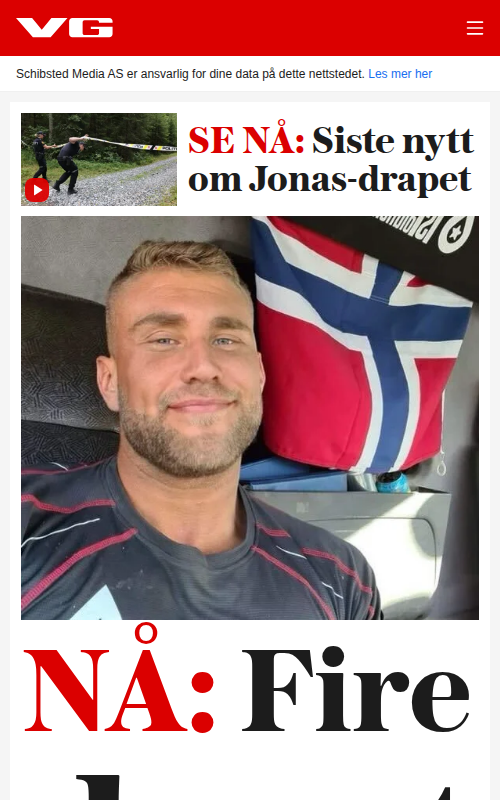 VG
Schibsted Media AS er ansvarlig for dine data på dette nettstedet. Les mer her
SE NÅ: Siste nytt
om Jonas-drapet
NÅ: Fire